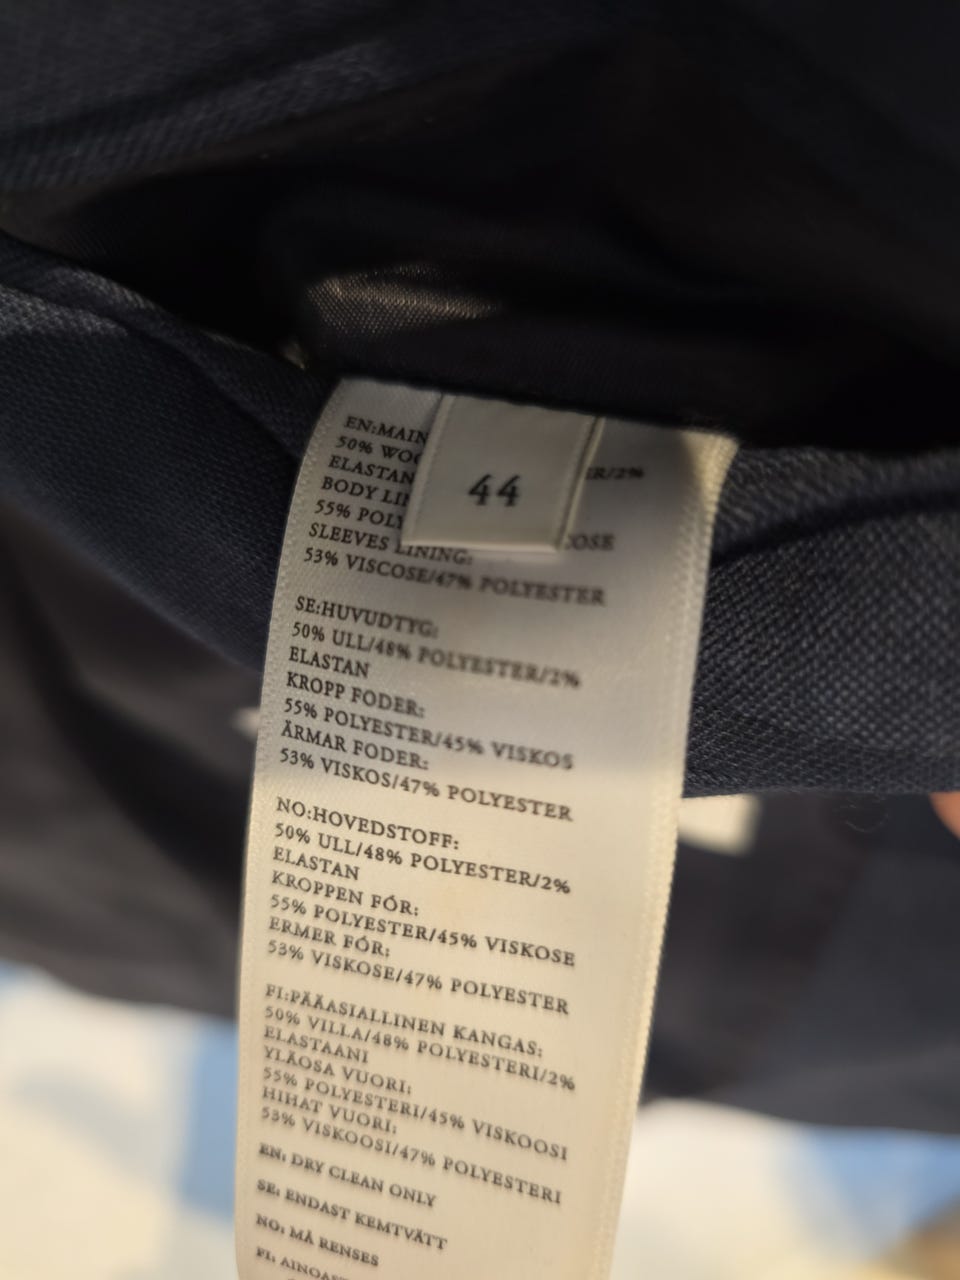 44
EN:MAIN
50% WOO
ELASTAN
BODY LIN
55% POLY
SLEEVES LINING:
53% VISCOSE/47% POLYESTER
SE:HUVUDTYG:
50% ULL/48% POLYESTER/2%
ELASTAN
KROPP FODER:
55% POLYESTER/45% VISKOS
ÄRMAR FODER:
53% VISKOS/47% POLYESTER
NO:HOVEDSTOFF:
50% ULL/48% POLYESTER/2%
ELASTAN
KROPPEN FÓR:
55% POLYESTER/45% VISKOSE
ERMER FÓR:
53% VISKOSE/47% POLYESTER
FI:PÄÄASIALLINEN KANGAS:
50% VILLA/48% POLYESTERI/2%
ELASTAANI
YLÄOSA VUORI:
55% POLYESTERI/45% VISKOOSI
HIHAT VUORI:
53% VISKOOSI/47% POLYESTERI
EN: DRY CLEAN ONLY
SE: ENDAST KEMTVÄTT
NO: MÅ RENSES
FI: